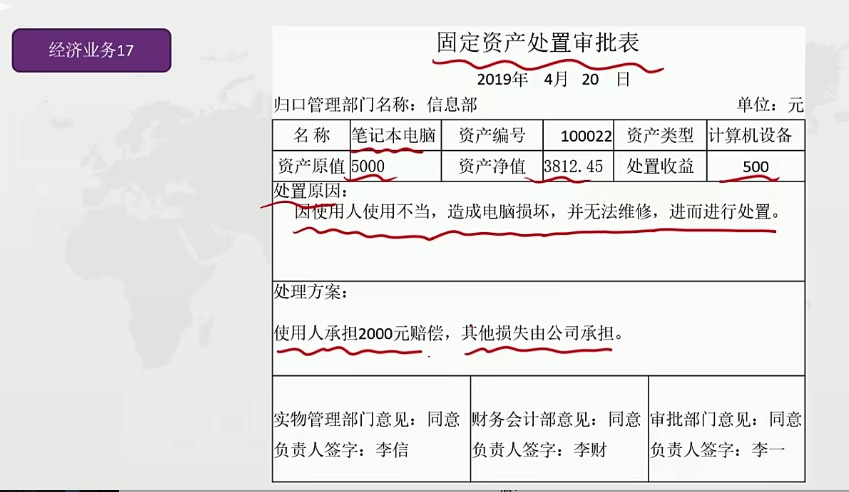 经济业务17
固定资产处置审批表
2019年 4月 20 日
归口管理部门名称：信息部 单位：元
名 称 笔记本电脑 资产编号 100022 资产类型 计算机设备
资产原值 5000 资产净值 3812.45 处置收益 500
处置原因：
因使用人使用不当，造成电脑损坏，并无法维修，进而进行处置。
处理方案：
使用人承担2000元赔偿，其他损失由公司承担。
实物管理部门意见：同意 财务会计部意见：同意 审批部门意见：同意
负责人签字：李信 负责人签字：李财 负责人签字：李一